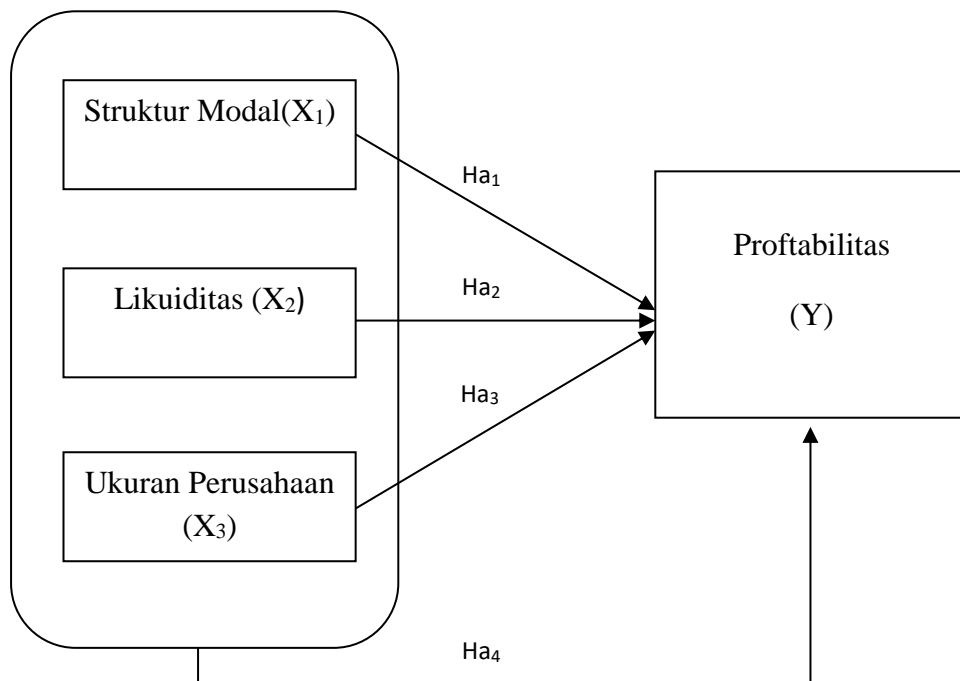 Struktur Modal(X₁)
Ha₁
Proftabilitas
(Y)
Likuiditas (X₂)
Ha₂
Ha₃
Ukuran Perusahaan
(X₃)
Ha₄